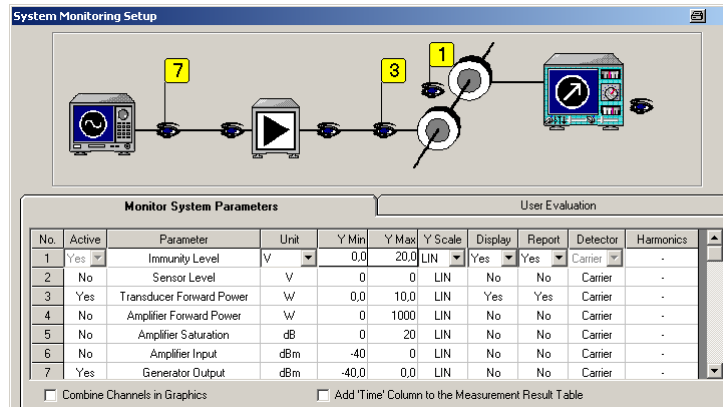 System Monitoring Setup
7
3
1
Monitor System Parameters
User Evaluation
No. Active Parameter Unit Y Min Y Max Y Scale Display Report Detector Harmonics
1 Yes Immunity Level V 0,0 20,0 LIN Yes Yes Carrier -
2 No Sensor Level V 0 0 LIN No No Carrier -
3 Yes Transducer Forward Power W 0,0 10,0 LIN Yes Yes Carrier -
4 No Amplifier Forward Power W 0 1000 LIN No No Carrier -
5 No Amplifier Saturation dB 0 20 LIN No No Carrier -
6 No Amplifier Input dBm -40 0 LIN No No Carrier -
7 Yes Generator Output dBm -40,0 0,0 LIN No No Carrier -
Combine Channels in Graphics
Add 'Time' Column to the Measurement Result Table